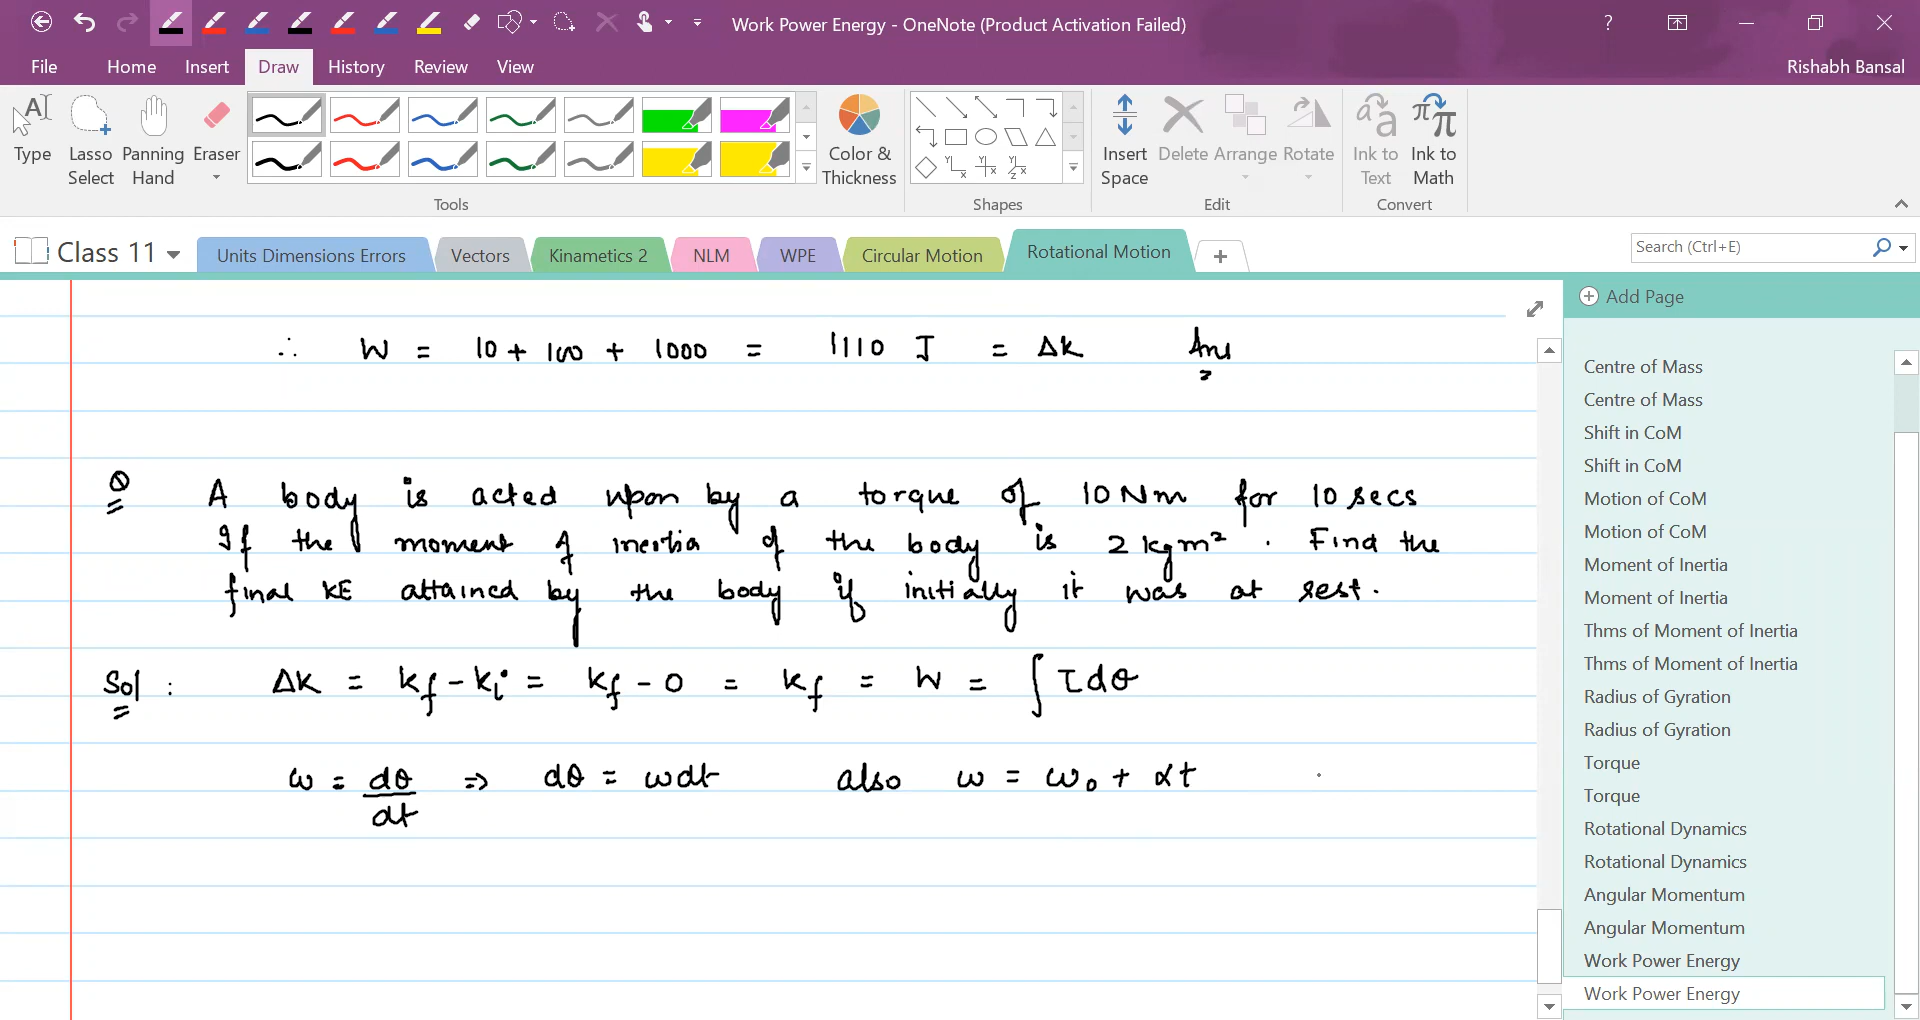 Work Power Energy - OneNote (Product Activation Failed)
?
File Home Insert Draw History Review View
Rishabh Bansal
Type
Lasso Select
Panning Hand
Eraser
Color & Thickness
Insert Space
Delete
Arrange
Rotate
Ink to Text
Ink to Math
Tools
Shapes
Edit
Convert
Class 11
Units Dimensions Errors
Vectors
Kinametics 2
NLM
WPE
Circular Motion
Rotational Motion
+
Search (Ctrl+E)
∴ W = 10 + 100 + 1000 = 1110 J = Δk Ans
Q A body is acted upon by a torque of 10 Nm for 10 secs
If the moment of inertia of the body is 2 kgm² . Find the
final KE attained by the body if initially it was at rest.
Sol : Δk = kf - ki = kf - 0 = kf = W = ∫ τdθ
ω = dθ/dt ⇒ dθ = ωdt also ω = ω₀ + αt
Add Page
Centre of Mass
Centre of Mass
Shift in CoM
Shift in CoM
Motion of CoM
Motion of CoM
Moment of Inertia
Moment of Inertia
Thms of Moment of Inertia
Thms of Moment of Inertia
Radius of Gyration
Radius of Gyration
Torque
Torque
Rotational Dynamics
Rotational Dynamics
Angular Momentum
Angular Momentum
Work Power Energy
Work Power Energy